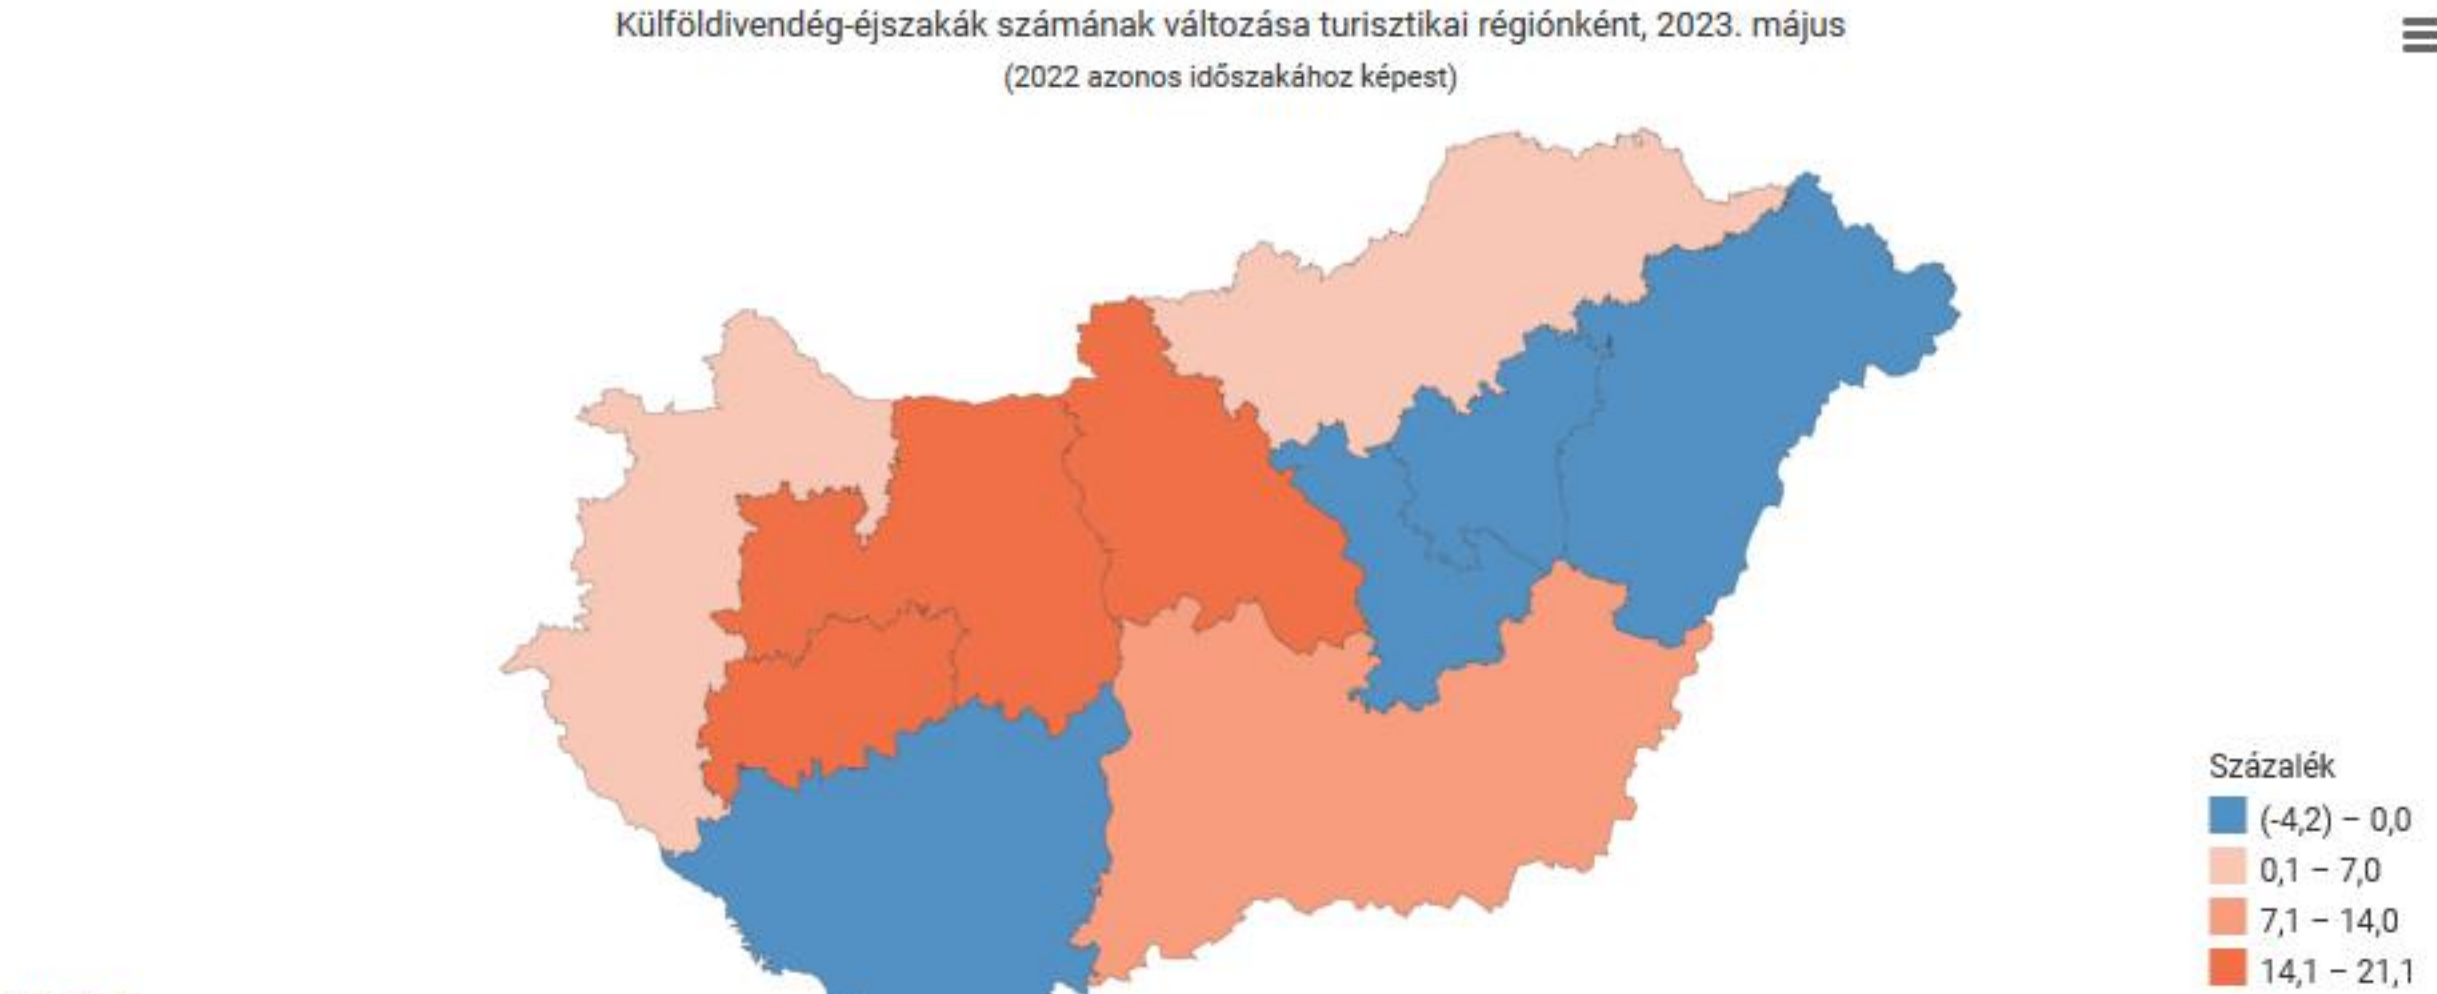 Külföldivendég-éjszakák számának változása turisztikai régiónként, 2023. május
(2022 azonos időszakához képest)
Százalék
(-4,2) – 0,0
0,1 – 7,0
7,1 – 14,0
14,1 – 21,1